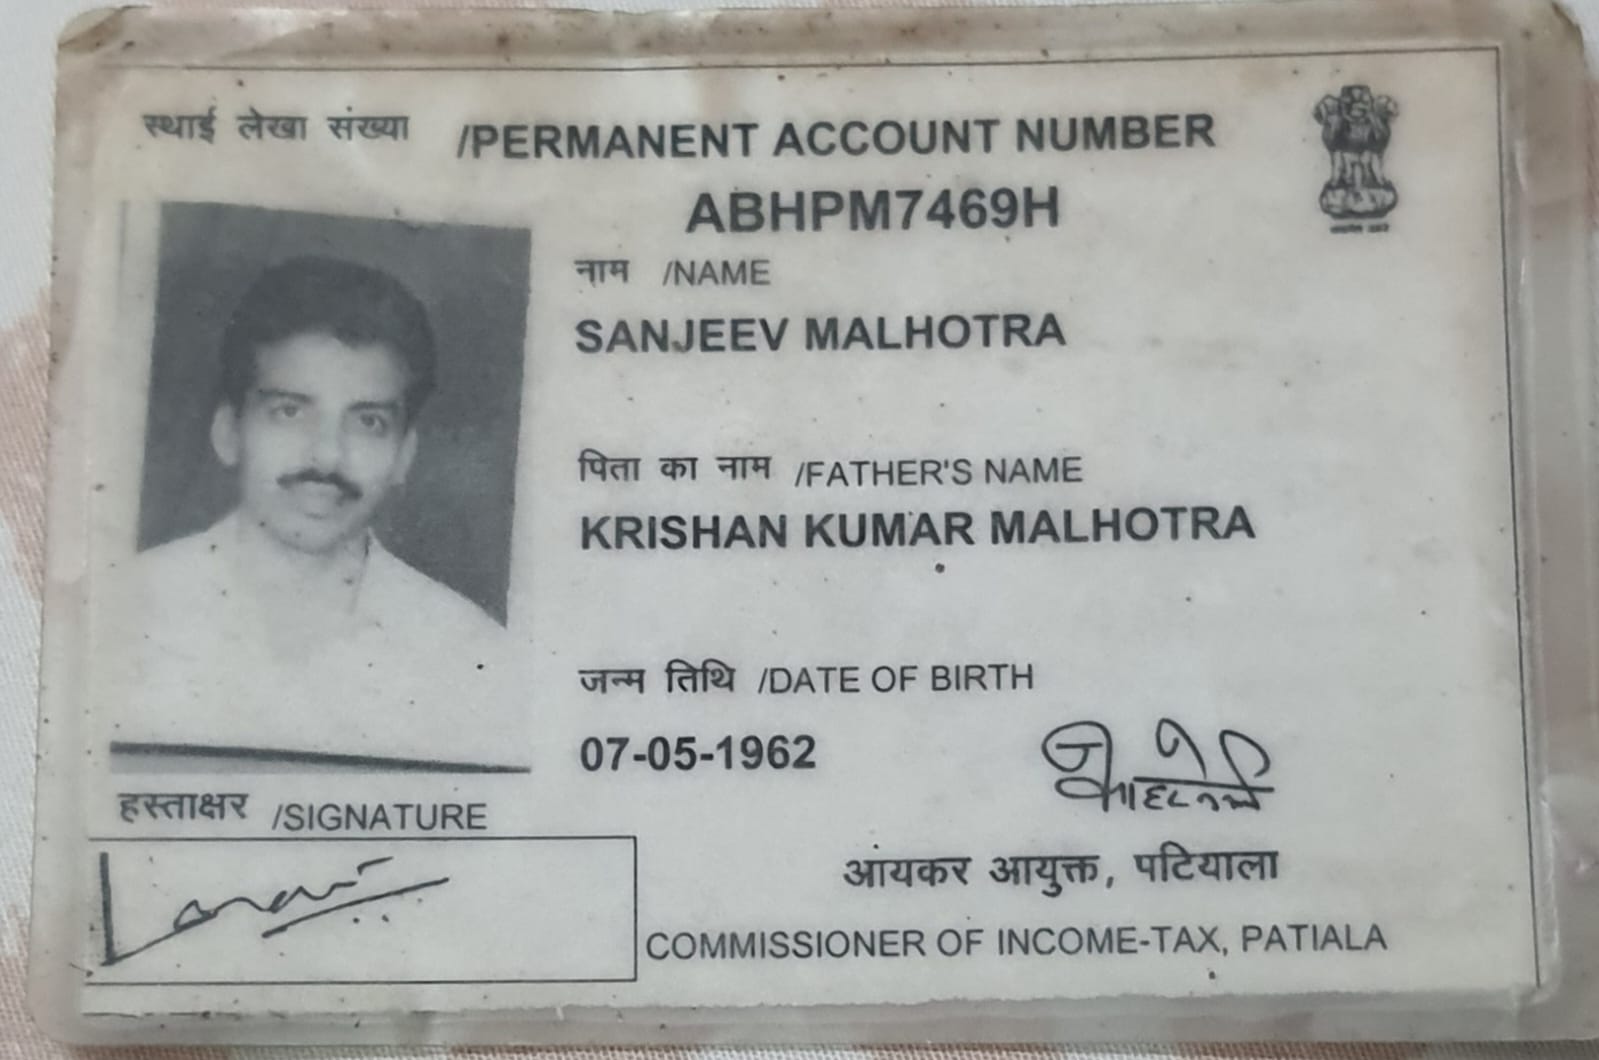 स्थाई लेखा संख्या /PERMANENT ACCOUNT NUMBER
ABHPM7469H
नाम /NAME
SANJEEV MALHOTRA
पिता का नाम /FATHER'S NAME
KRISHAN KUMAR MALHOTRA
जन्म तिथि /DATE OF BIRTH
07-05-1962
हस्ताक्षर /SIGNATURE
आयकर आयुक्त, पटियाला
COMMISSIONER OF INCOME-TAX, PATIALA